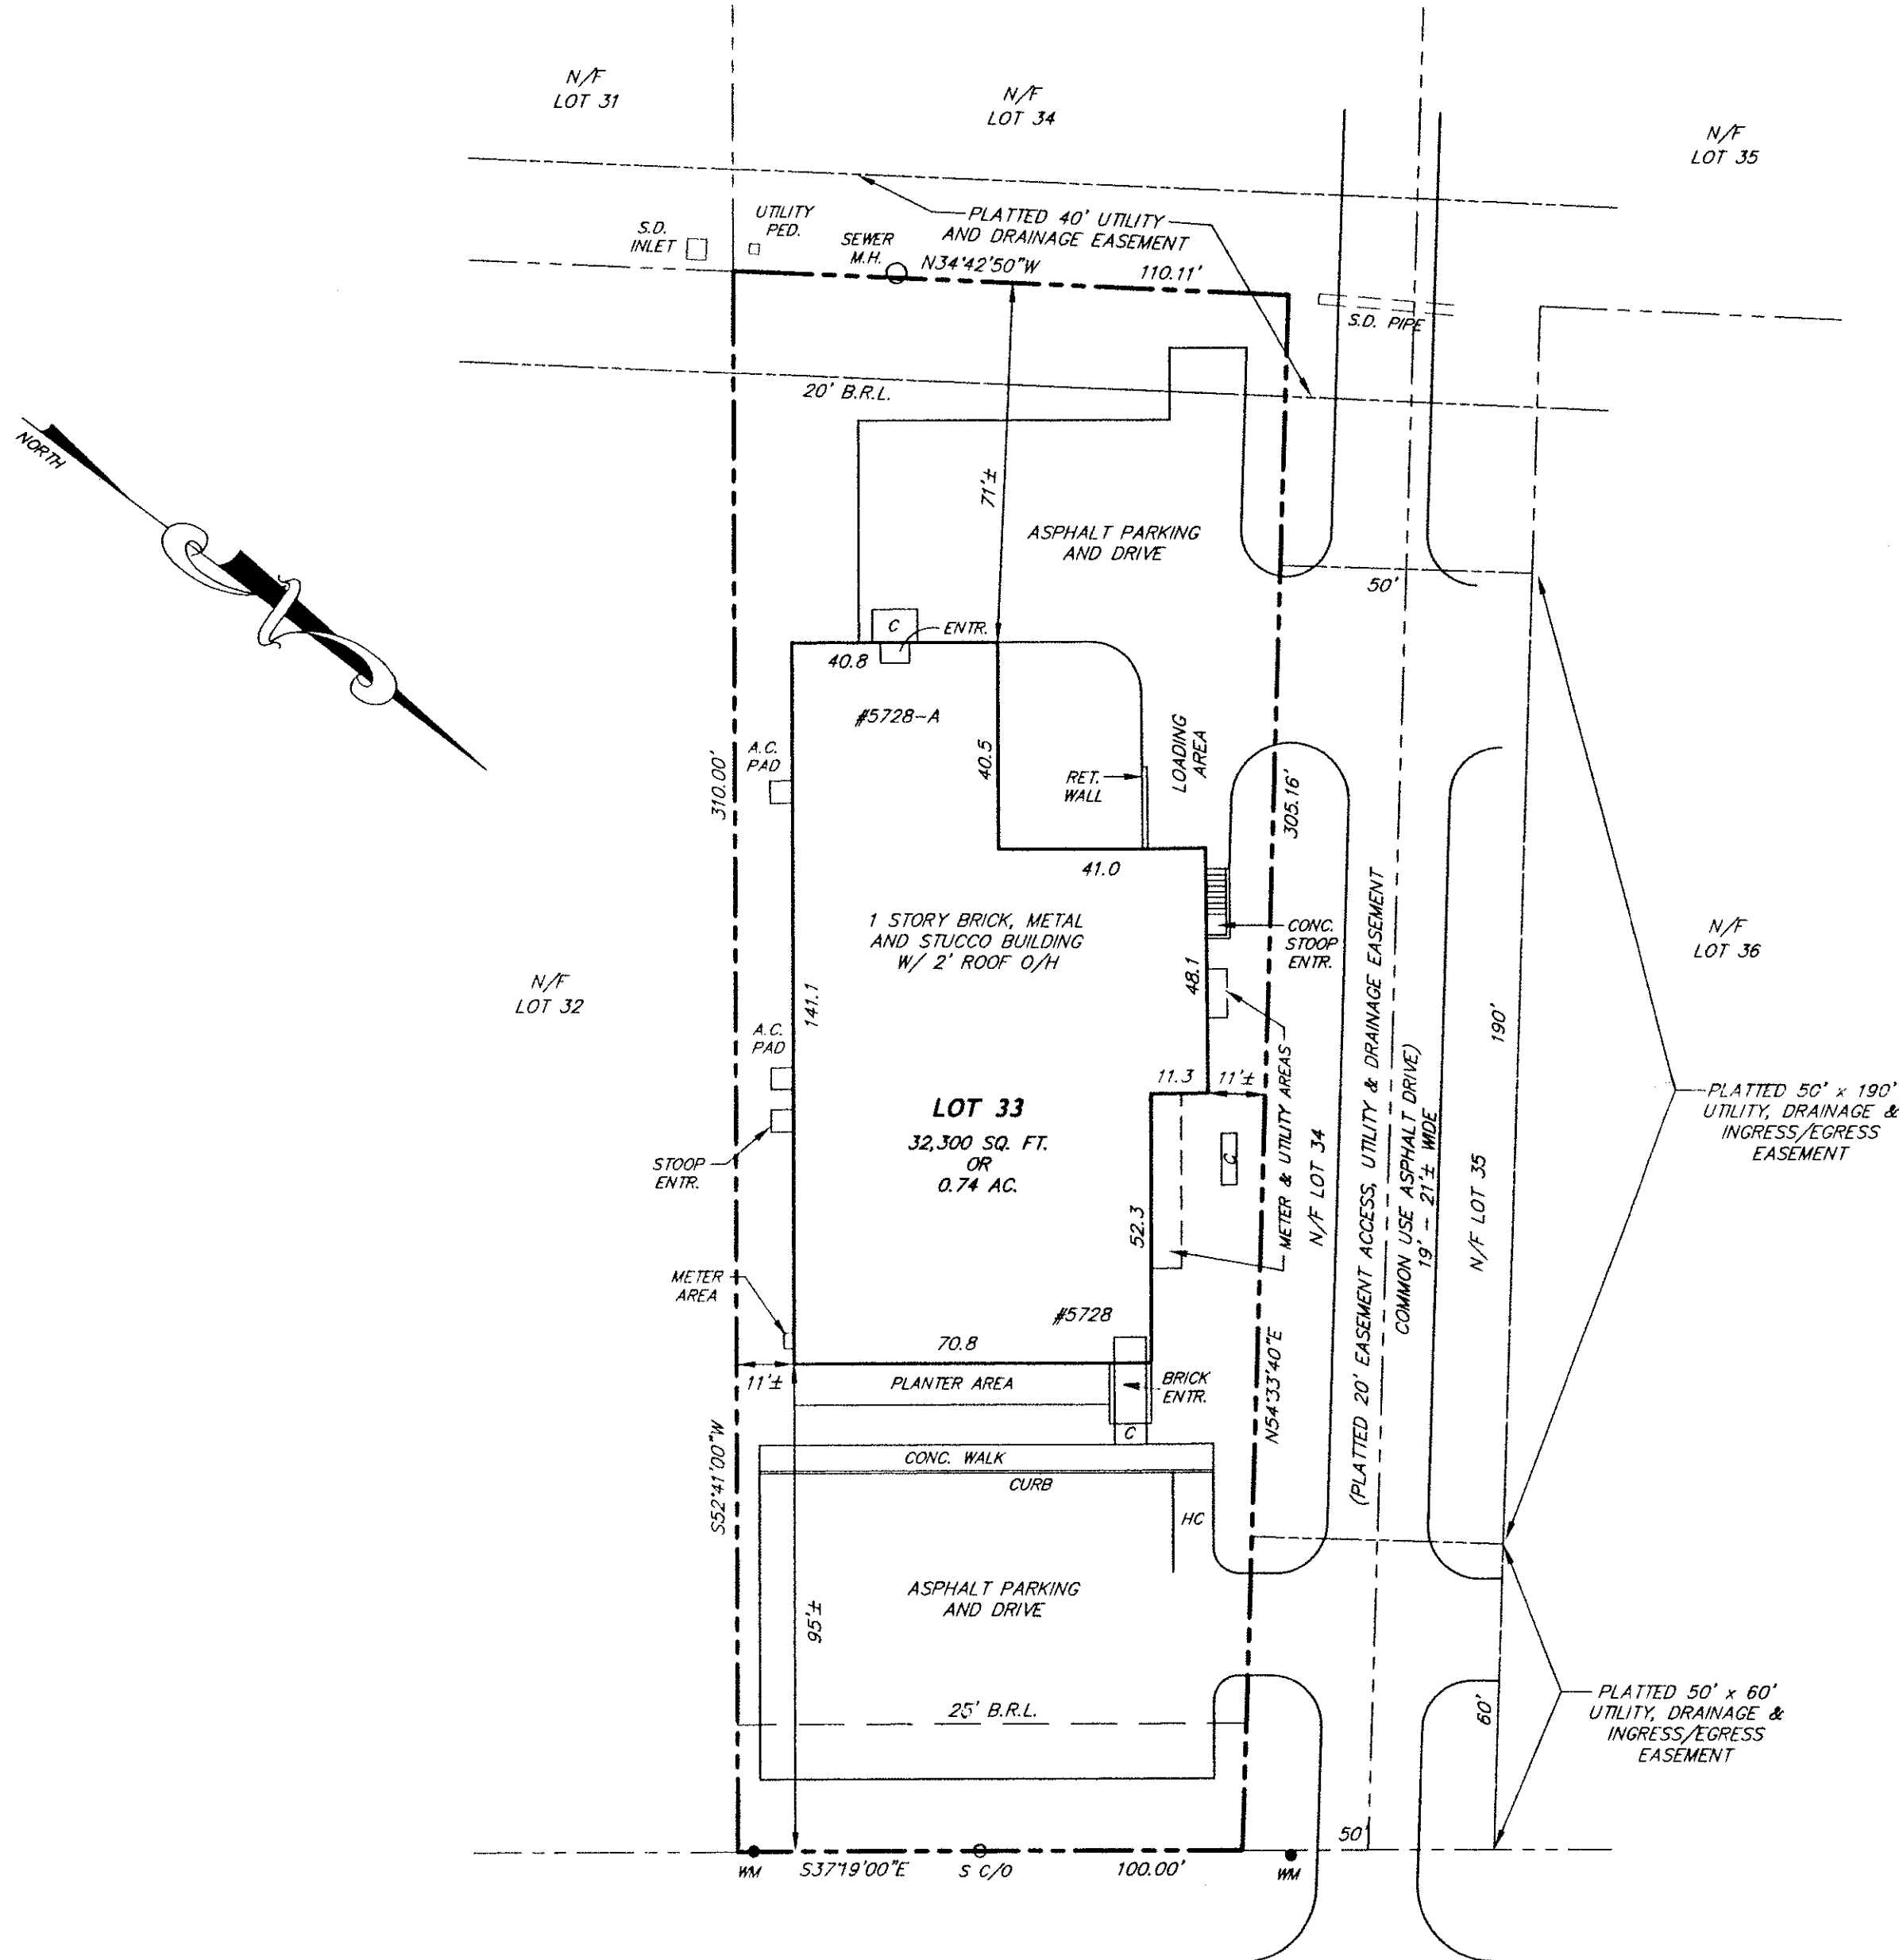 N/F
LOT 31
N/F
LOT 34
N/F
LOT 35
PLATTED 40' UTILITY
AND DRAINAGE EASEMENT
S.D.
INLET
UTILITY
PED.
SEWER
M.H.
N34°42'50"W
110.11'
S.D. PIPE
20' B.R.L.
NORTH
71'±
ASPHALT PARKING
AND DRIVE
50'
C
ENTR.
40.8
#5728-A
A.C.
PAD
310.00'
40.5
RET.
WALL
LOADING
AREA
305.16'
41.0
1 STORY BRICK, METAL
AND STUCCO BUILDING
W/ 2' ROOF O/H
CONC.
STOOP
ENTR.
48.1
N/F
LOT 36
N/F
LOT 32
141.1
A.C.
PAD
190'
11.3
11'±
METER & UTILITY AREAS
LOT 33
32,300 SQ. FT.
OR
0.74 AC.
C
STOOP
ENTR.
52.3
N/F LOT 34
(PLATTED 20' EASEMENT ACCESS, UTILITY & DRAINAGE EASEMENT
COMMON USE ASPHALT DRIVE)
19' - 21'± WIDE
N/F LOT 35
PLATTED 50' x 190'
UTILITY, DRAINAGE &
INGRESS/EGRESS
EASEMENT
METER
AREA
#5728
70.8
11'±
PLANTER AREA
BRICK
ENTR.
C
N54°33'40"E
S52°41'00"W
CONC. WALK
CURB
HC
ASPHALT PARKING
AND DRIVE
95'±
25' B.R.L.
60'
PLATTED 50' x 60'
UTILITY, DRAINAGE &
INGRESS/EGRESS
EASEMENT
50'
WM
S37°19'00"E
S C/O
100.00'
WM